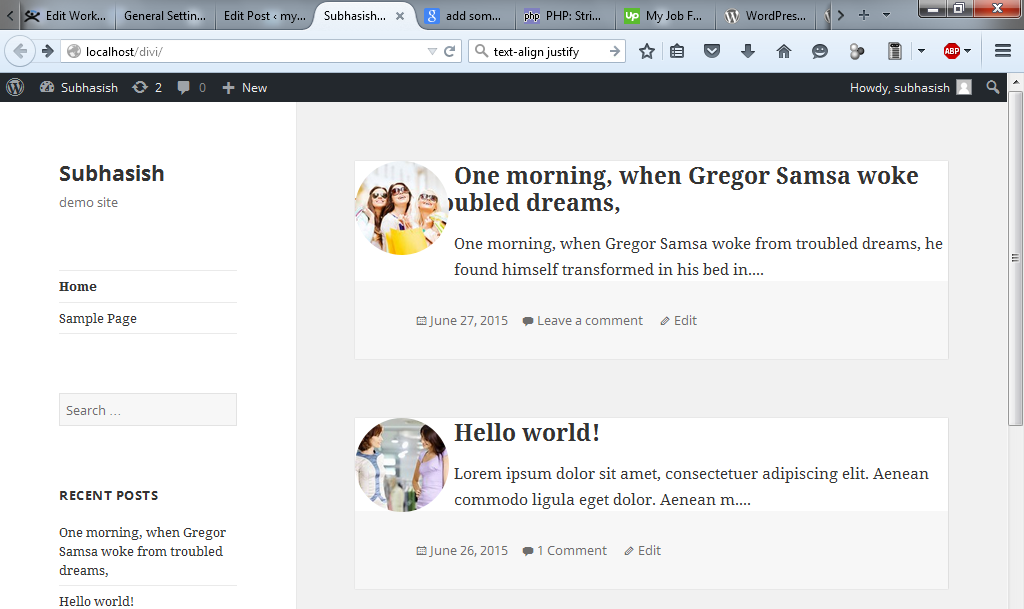 Edit Work...
General Settin...
Edit Post ‹ my...
Subhasish...
add som...
php PHP: Stri...
Up My Job F...
WordPres...
localhost/divi/
text-align justify
ABP
Subhasish 2 0 New
Howdy, subhasish
Subhasish
demo site
Home
Sample Page
Search …
RECENT POSTS
One morning, when Gregor
Samsa woke from troubled
dreams,
Hello world!
One morning, when Gregor Samsa woke
oubled dreams,
One morning, when Gregor Samsa woke from troubled dreams, he
found himself transformed in his bed in....
June 27, 2015 Leave a comment Edit
Hello world!
Lorem ipsum dolor sit amet, consectetuer adipiscing elit. Aenean
commodo ligula eget dolor. Aenean m....
June 26, 2015 1 Comment Edit